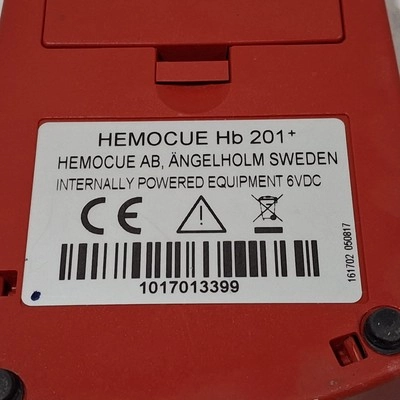 HEMOCUE Hb 201+
HEMOCUE AB, ÄNGELHOLM SWEDEN
INTERNALLY POWERED EQUIPMENT 6VDC
CE
1017013399
161702 050817